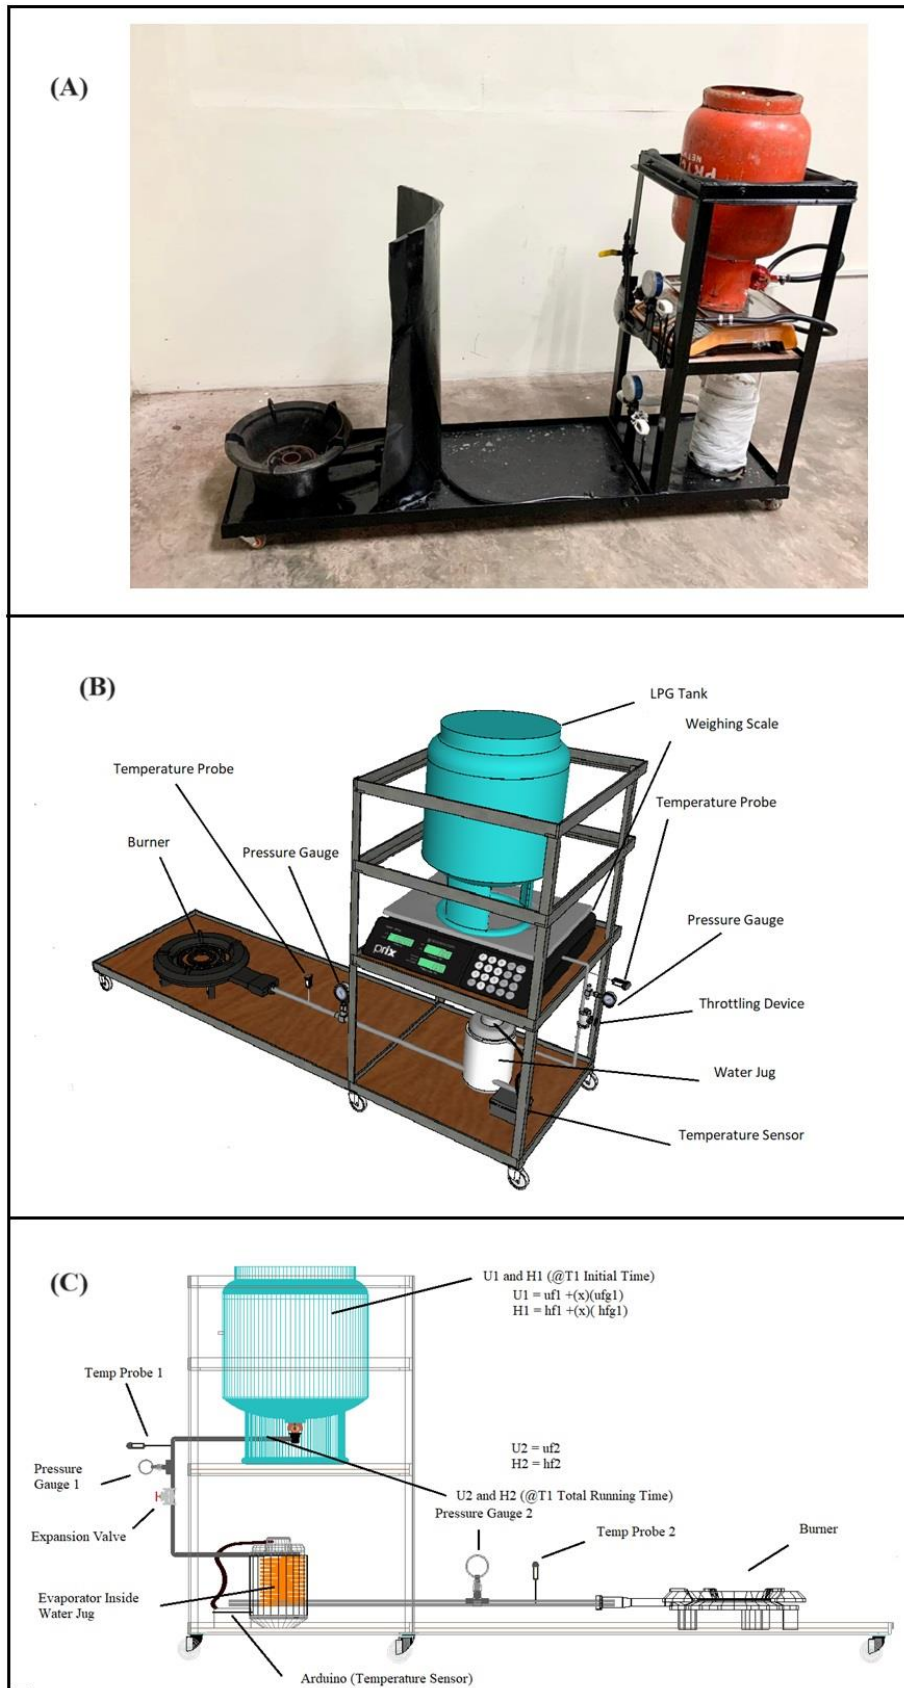 (A)
PRYC
NET
(B)
LPG Tank
Weighing Scale
Temperature Probe
Temperature Probe
Burner
Pressure Gauge
Pressure Gauge
prix
Throttling Device
Water Jug
Temperature Sensor
(C)
U1 and H1 (@T1 Initial Time)
U1 = uf1 +(x)(ufg1)
H1 = hf1 +(x)( hfg1)
Temp Probe 1
U2 = uf2
H2 = hf2
Pressure
Gauge 1
U2 and H2 (@T1 Total Running Time)
Pressure Gauge 2
Temp Probe 2
Burner
Expansion Valve
Evaporator Inside
Water Jug
Arduino (Temperature Sensor)